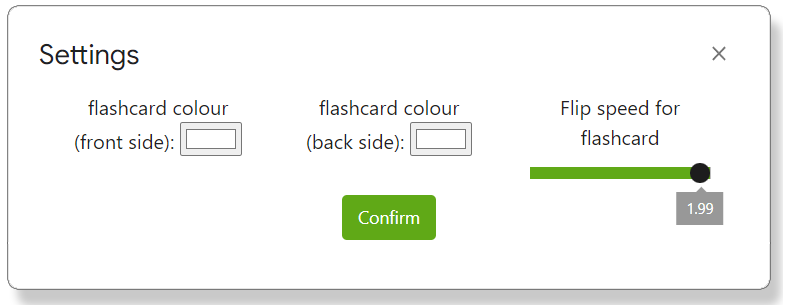 Settings
flashcard colour
(front side):
flashcard colour
(back side):
Flip speed for
flashcard
1.99
Confirm